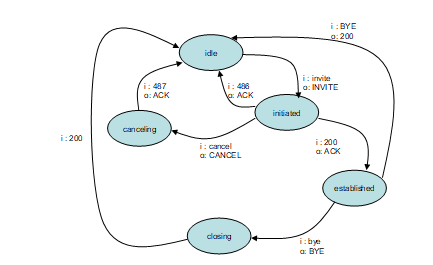 i : BYE
o: 200
idle
i : invite
o: INVITE
i : 487
o: ACK
i : 486
o: ACK
initiated
canceling
i : 200
i : 200
o: ACK
i : cancel
o: CANCEL
established
closing
i : bye
o: BYE